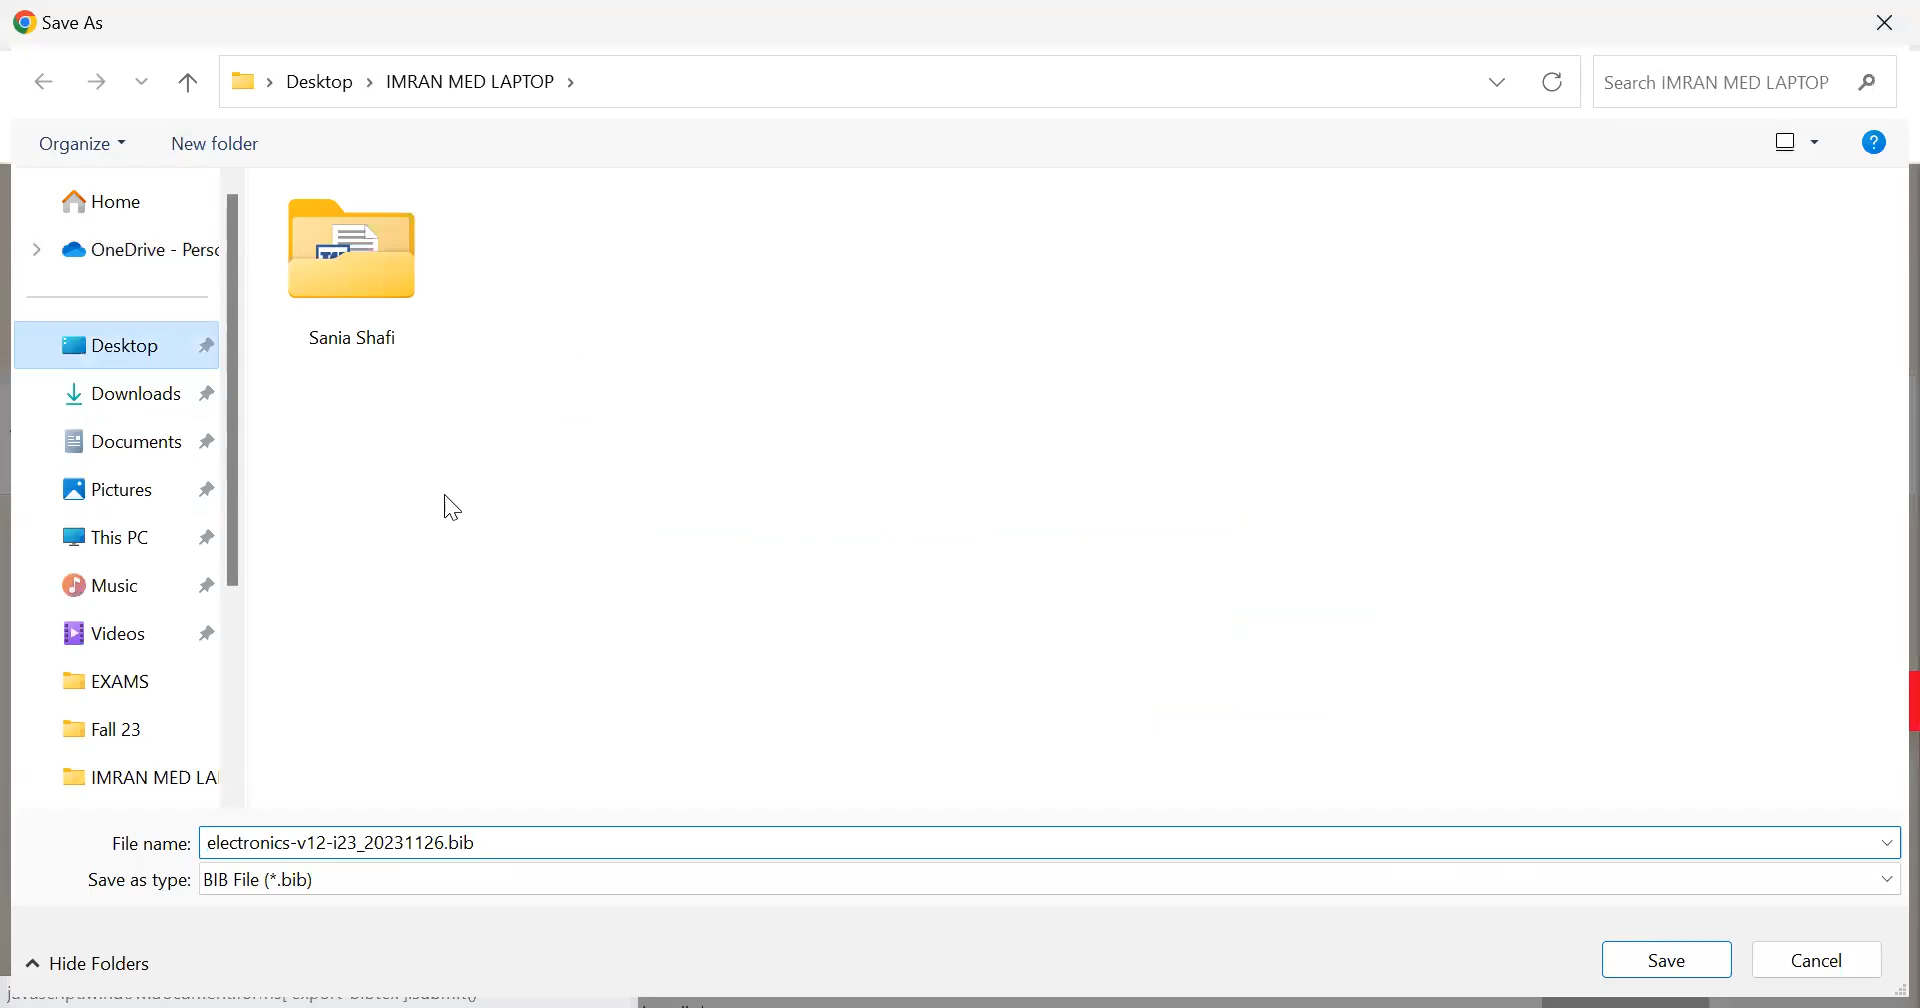 Save As
Desktop > IMRAN MED LAPTOP >
Search IMRAN MED LAPTOP
Organize
New folder
?
Home
OneDrive - Perso
Sania Shafi
Desktop
Downloads
Documents
Pictures
This PC
Music
Videos
EXAMS
Fall 23
IMRAN MED LA
File name: electronics-v12-i23_20231126.bib
Save as type: BIB File (*.bib)
Hide Folders
Save
Cancel